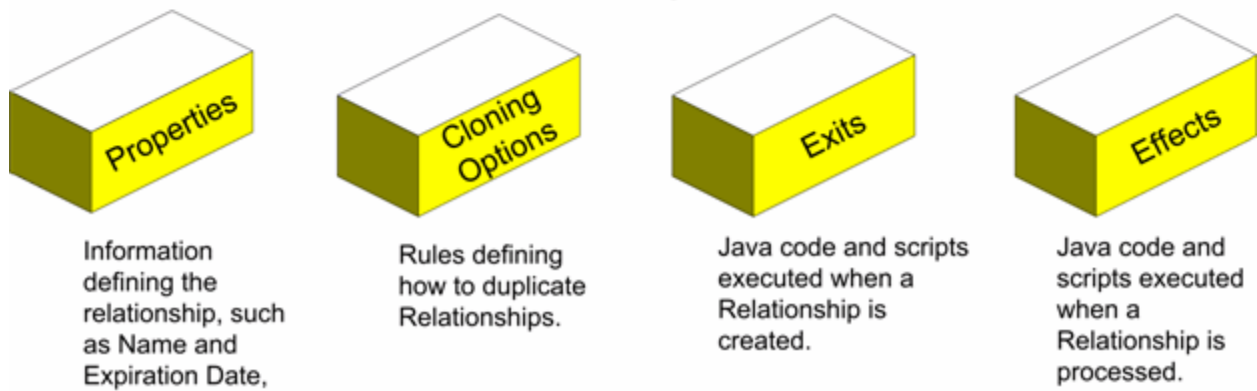 Properties
Information
defining the
relationship, such
as Name and
Expiration Date,
Cloning
Options
Rules defining
how to duplicate
Relationships.
Exits
Java code and scripts
executed when a
Relationship is
created.
Effects
Java code and
scripts executed
when a
Relationship is
processed.